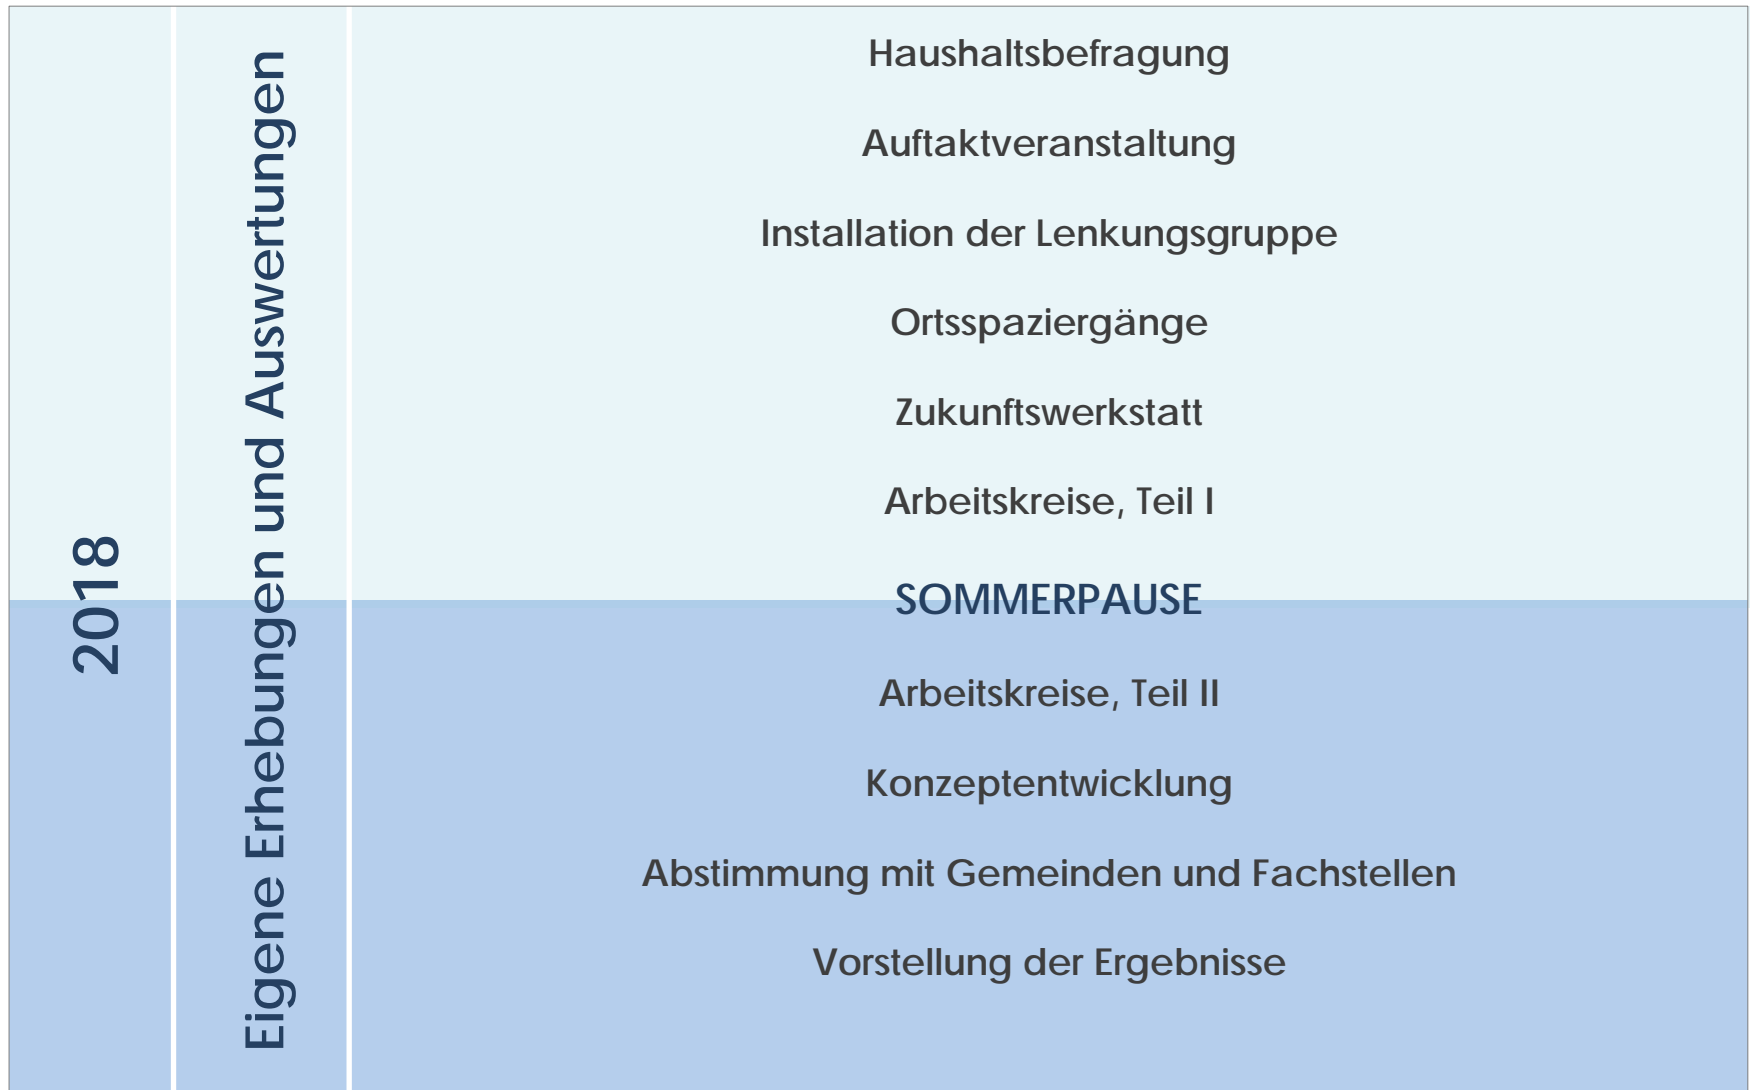 2018
Eigene Erhebungen und Auswertungen
Haushaltsbefragung
Auftaktveranstaltung
Installation der Lenkungsgruppe
Ortsspaziergänge
Zukunftswerkstatt
Arbeitskreise, Teil I
SOMMERPAUSE
Arbeitskreise, Teil II
Konzeptentwicklung
Abstimmung mit Gemeinden und Fachstellen
Vorstellung der Ergebnisse